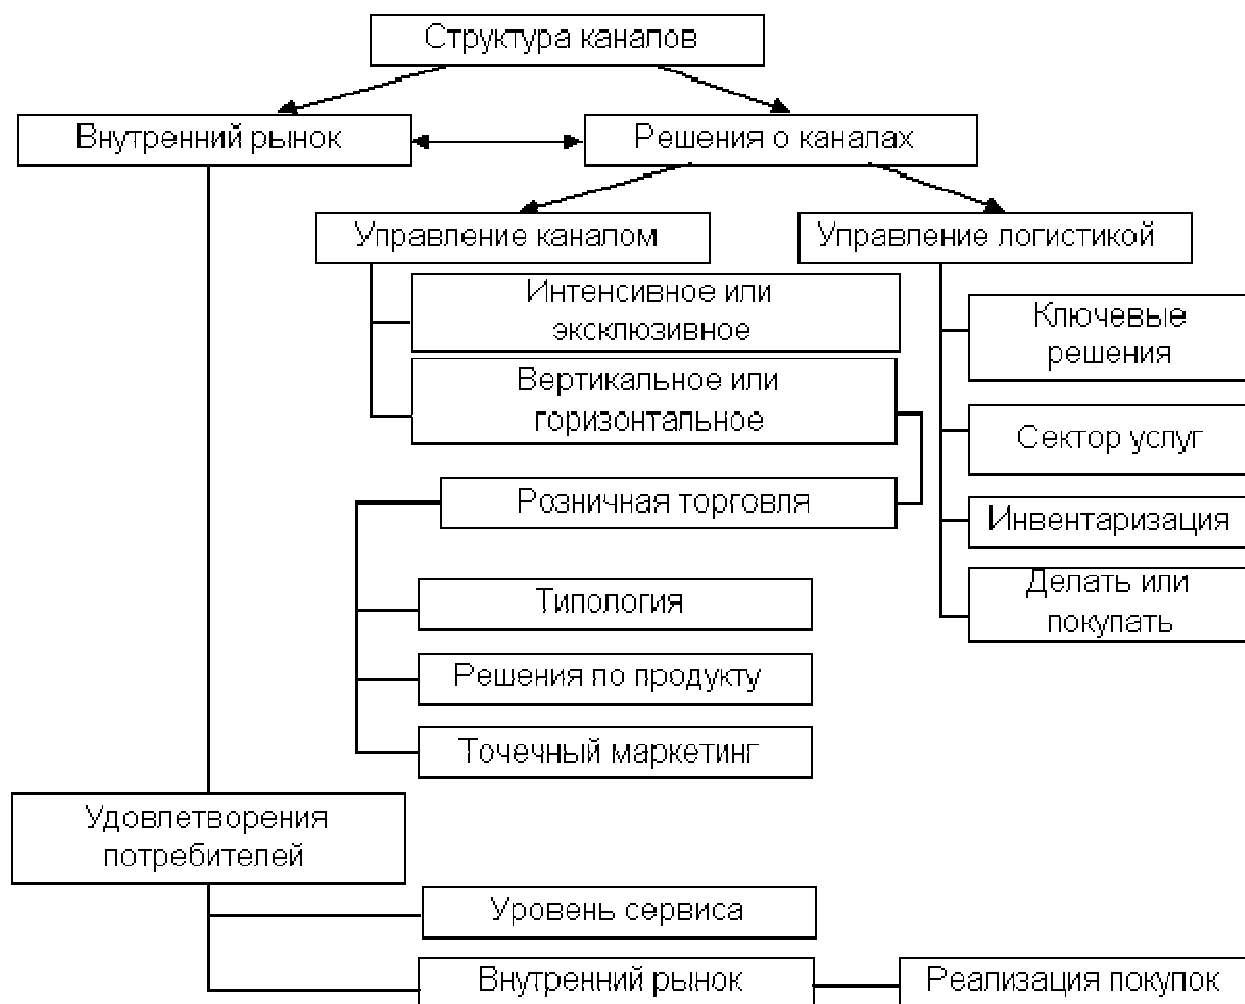 Структура каналов
Внутренний рынок
Решения о каналах
Управление каналом
Управление логистикой
Интенсивное или
эксклюзивное
Ключевые
решения
Вертикальное или
горизонтальное
Сектор услуг
Розничная торговля
Инвентаризация
Типология
Делать или
покупать
Решения по продукту
Точечный маркетинг
Удовлетворения
потребителей
Уровень сервиса
Внутренний рынок
Реализация покупок